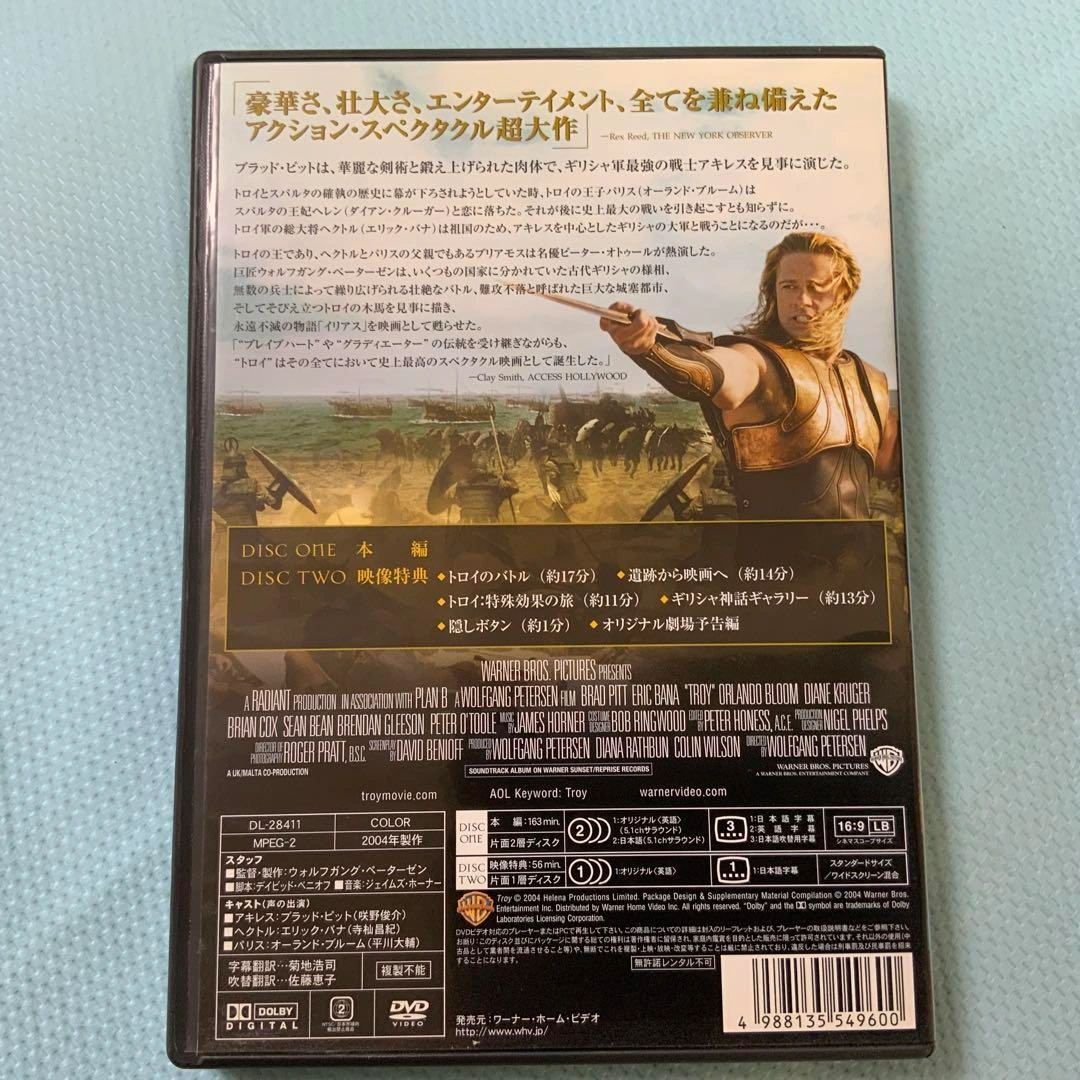 「豪華さ、壮大さ、エンターテイメント、全てを兼ね備えた
アクション・スペクタクル超大作」
—Rex Reed, THE NEW YORK OBSERVER
ブラッド・ピットは、華麗な剣術と鍛え上げられた肉体で、ギリシャ軍最強の戦士アキレスを見事に演じた。
トロイとスパルタの確執の歴史に幕が下ろされようとしていた時、トロイの王子パリス(オーランド・ブルーム)は
スパルタの王妃ヘレン(ダイアン・クルーガー)と恋に落ちた。それが後に史上最大の戦いを引き起こすとも知らずに。
トロイ軍の総大将ヘクトル(エリック・バナ)は祖国のため、アキレスを中心としたギリシャの大軍と戦うことになるのだが・・・。
トロイの王であり、ヘクトルとパリスの父親でもあるプリアモスは名優ピーター・オトゥールが熱演した。
巨匠ウォルフガング・ペーターゼンは、いくつもの国家に分かれていた古代ギリシャの様相、
無数の兵士によって繰り広げられる壮絶なバトル、難攻不落と呼ばれた巨大な城塞都市、
そしてそびえ立つトロイの木馬を見事に描き、
永遠不滅の物語「イリアス」を映画として甦らせた。
「“ブレイブハート”や“グラディエーター”の伝統を受け継ぎながらも、
“トロイ”はその全てにおいて史上最高のスペクタクル映画として誕生した。」
—Clay Smith, ACCESS HOLLYWOOD
DISC ONE 本 編
DISC TWO 映像特典 ◆トロイのバトル(約17分) ◆遺跡から映画へ(約14分)
◆トロイ:特殊効果の旅(約11分) ◆ギリシャ神話ギャラリー(約13分)
◆隠しボタン(約1分) ◆オリジナル劇場予告編
WARNER BROS. PICTURES PRESENTS
A RADIANT PRODUCTION IN ASSOCIATION WITH PLAN B A WOLFGANG PETERSEN FILM BRAD PITT ERIC BANA "TROY" ORLANDO BLOOM DIANE KRUGER
BRIAN COX SEAN BEAN BRENDAN GLEESON PETER O'TOOLE MUSIC BY JAMES HORNER COSTUME DESIGNER BOB RINGWOOD EDITED BY PETER HONESS, A.C.E. PRODUCTION DESIGNER NIGEL PHELPS
DIRECTOR OF PHOTOGRAPHY ROGER PRATT, B.S.C. SCREENPLAY BY DAVID BENIOFF PRODUCED BY WOLFGANG PETERSEN DIANA RATHBUN COLIN WILSON DIRECTED BY WOLFGANG PETERSEN
A UK/MALTA CO-PRODUCTION
SOUNDTRACK ALBUM ON WARNER SUNSET/REPRISE RECORDS
WARNER BROS. PICTURES
A WARNER BROS. ENTERTAINMENT COMPANY
troymovie.com AOL Keyword: Troy warnervideo.com
DL-28411 COLOR
MPEG-2 2004年製作
スタッフ
■監督・製作:ウォルフガング・ペーターゼン
■脚本:デイビッド・ベニオフ ■音楽:ジェイムズ・ホーナー
キャスト(声の出演)
■アキレス:ブラッド・ピット(咲野俊介)
■ヘクトル:エリック・バナ(寺杣昌紀)
■パリス:オーランド・ブルーム(平川大輔)
字幕翻訳…菊地浩司
吹替翻訳…佐藤恵子
複製不能
DOLBY
DIGITAL
2
DVD
VIDEO
DISC ONE
本 編:163min.
片面2層ディスク
2
1:オリジナル〈英語〉
(5.1chサラウンド)
2:日本語(5.1chサラウンド)
3
1:日本語字幕
2:英語字幕
3:日本語吹替用字幕
16:9 LB
シネマスコープサイズ
DISC TWO
映像特典:56min.
片面1層ディスク
1
1:オリジナル〈英語〉
1
1:日本語字幕
スタンダードサイズ
/ワイドスクリーン混合
Troy © 2004 Helena Productions Limited. Package Design & Supplementary Material Compilation © 2004 Warner Bros.
Entertainment Inc. Distributed by Warner Home Video Inc. All rights reserved. "Dolby" and the symbol are trademarks of Dolby
Laboratories Licensing Corporation.
無許諾レンタル不可
発売元:ワーナー・ホーム・ビデオ
http://www.whv.jp/
4 988135 549600